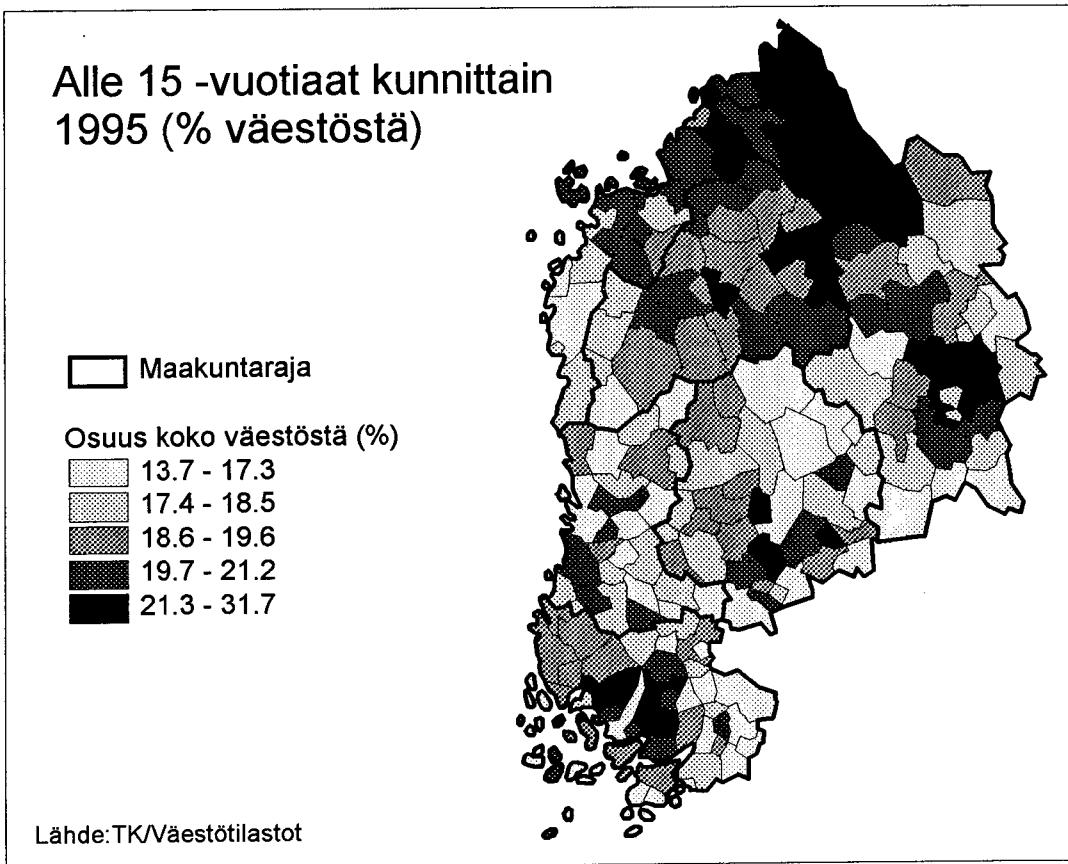 Alle 15 -vuotiaat kunnittain
1995 (% väestöstä)
Maakuntaraja
Osuus koko väestöstä (%)
13.7 - 17.3
17.4 - 18.5
18.6 - 19.6
19.7 - 21.2
21.3 - 31.7
Lähde:TK/Väestötilastot